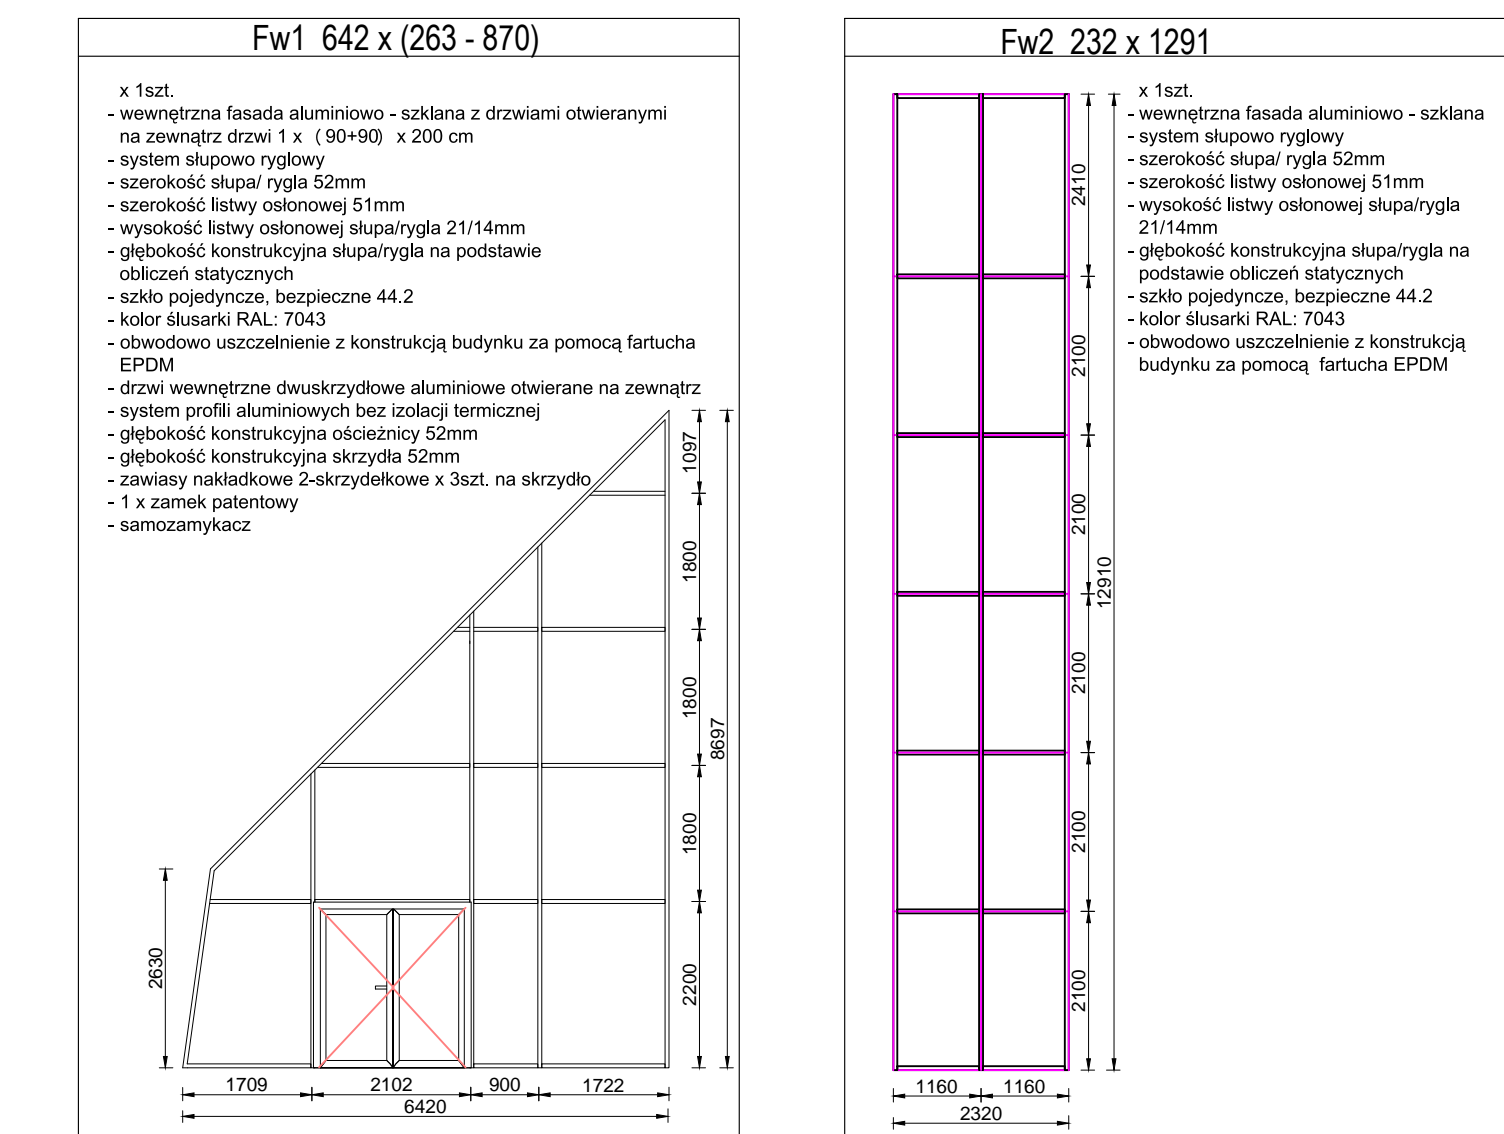 Fw1 642 x (263 - 870)
x 1szt.
- wewnętrzna fasada aluminiowo - szklana z drzwiami otwieranymi
na zewnątrz drzwi 1 x ( 90+90) x 200 cm
- system słupowo ryglowy
- szerokość słupa/ rygla 52mm
- szerokość listwy osłonowej 51mm
- wysokość listwy osłonowej słupa/rygla 21/14mm
- głębokość konstrukcyjna słupa/rygla na podstawie
obliczeń statycznych
- szkło pojedyncze, bezpieczne 44.2
- kolor ślusarki RAL: 7043
- obwodowo uszczelnienie z konstrukcją budynku za pomocą fartucha
EPDM
- drzwi wewnętrzne dwuskrzydłowe aluminiowe otwierane na zewnątrz
- system profili aluminiowych bez izolacji termicznej
- głębokość konstrukcyjna ościeżnicy 52mm
- głębokość konstrukcyjna skrzydła 52mm
- zawiasy nakładkowe 2-skrzydełkowe x 3szt. na skrzydło
- 1 x zamek patentowy
- samozamykacz
1097
1800
1800
8697
1800
2630
2200
1709
2102
900
1722
6420
Fw2 232 x 1291
x 1szt.
- wewnętrzna fasada aluminiowo - szklana
- system słupowo ryglowy
- szerokość słupa/ rygla 52mm
- szerokość listwy osłonowej 51mm
- wysokość listwy osłonowej słupa/rygla
21/14mm
- głębokość konstrukcyjna słupa/rygla na
podstawie obliczeń statycznych
- szkło pojedyncze, bezpieczne 44.2
- kolor ślusarki RAL: 7043
- obwodowo uszczelnienie z konstrukcją
budynku za pomocą fartucha EPDM
2410
2100
2100
12910
2100
2100
2100
1160
1160
2320